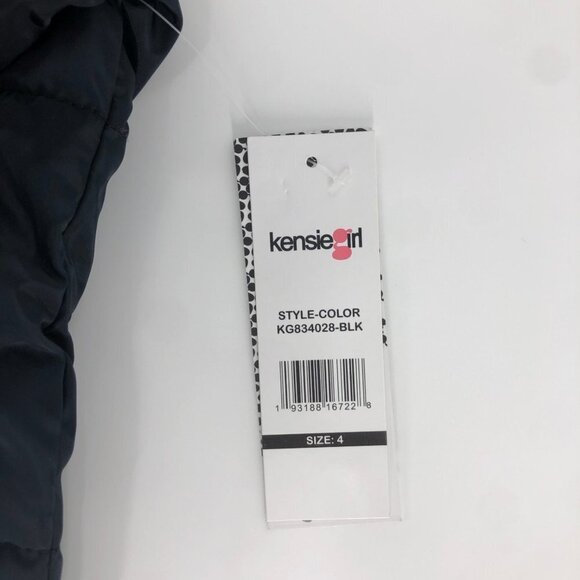 kensiegirl
STYLE-COLOR
KG834028-BLK
1 93188 16722 8
SIZE: 4